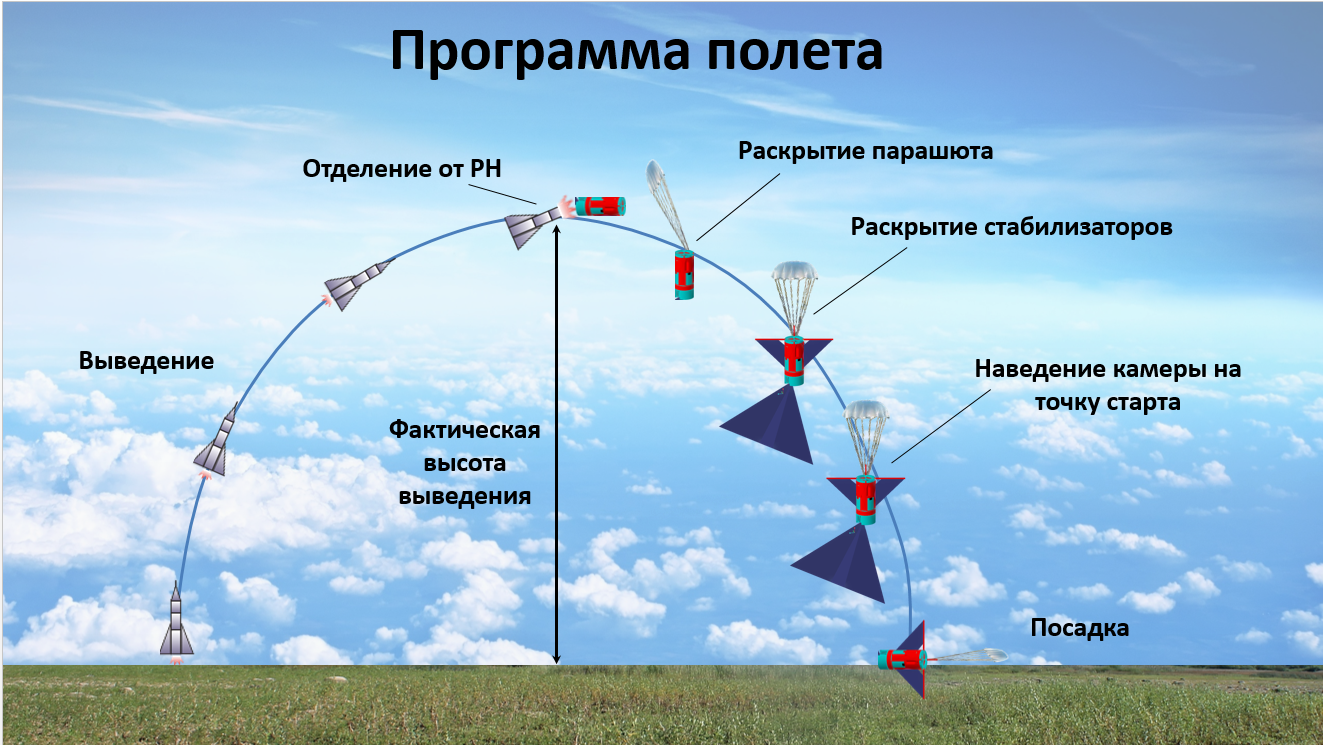 Программа полета
Раскрытие парашюта
Отделение от РН
Раскрытие стабилизаторов
Выведение
Наведение камеры на
точку старта
Фактическая
высота
выведения
Посадка